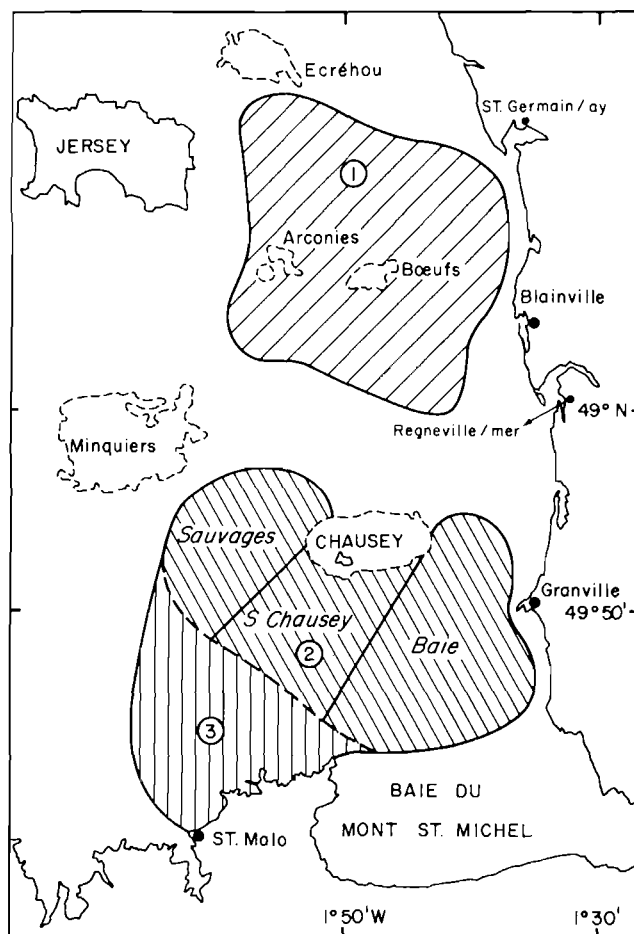 Ecréhou
ST. Germain/ay
JERSEY
1
Arconies
Bœufs
Blainville
49° N
Regneville/mer
Minquiers
Sauvages
CHAUSEY
Granville
49° 50'
S Chausey
2
Baie
3
BAIE DU
MONT ST. MICHEL
ST. Malo
1° 50' W
1° 30'